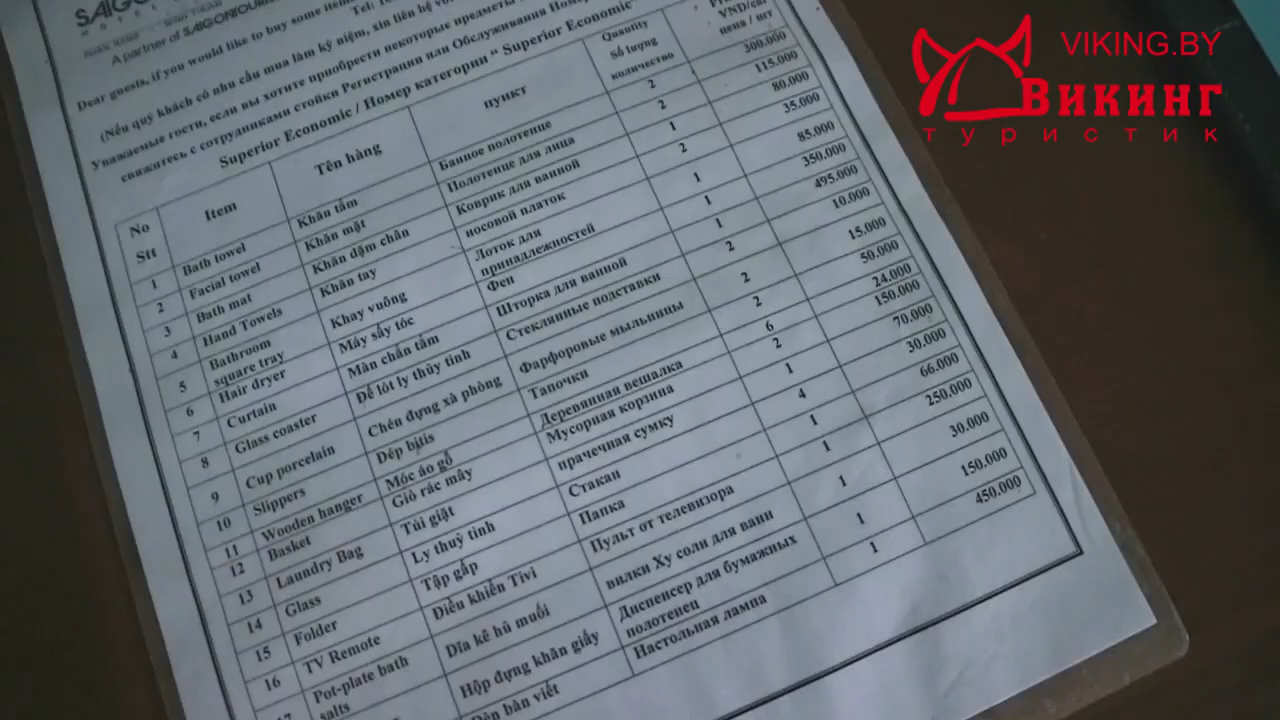 VIKING.BY
Викинг
туристик
A partner of SAIGONTOURIST
Dear guests, if you would like to buy some items
(Nếu quý khách có nhu cầu mua làm kỷ niệm, xin liên hệ
Уважаемые гости, если вы хотите приобрести некоторые предметы
свяжитесь с сотрудниками стойки Регистрации или Обслуживания Номер
Superior Economic / Номер категории “ Superior Economic
No Stt Item Tên hàng пункт Quantity Số lượng количество VND/ цена / шт
1 Bath towel Khăn tắm Банное полотенце 2 300.000
2 Facial towel Khăn mặt Полотенце для лица 2 115.000
3 Bath mat Khăn dậm chân Коврик для ванной 1 80.000
4 Hand Towels Khăn tay носовой платок 2 35.000
5 Bathroom square tray Khay vuông Лоток для принадлежностей 1 85.000
6 Hair dryer Máy sấy tóc Фен 1 350.000
7 Curtain Màn chắn tắm Шторка для ванной 1 495.000
8 Glass coaster Đế lót ly thủy tinh Стеклянные подставки 2 10.000
9 Cup porcelain Chén đựng xà phòng Фарфоровые мыльницы 2 15.000
10 Slippers Dép bitis Тапочки 2 50.000
11 Wooden hanger Móc áo gỗ Деревянная вешалка 6 24.000
12 Basket Giỏ rác mây Мусорная корзина 2 150.000
13 Laundry Bag Túi giặt прачечная сумку 1 70.000
14 Glass Ly thuỷ tinh Стакан 4 30.000
15 Folder Tập gấp Папка 1 66.000
16 TV Remote Điều khiển Tivi Пульт от телевизора 1 250.000
17 Pot-plate bath salts Dĩa kê hũ muối вилки Ху соли для ванн 1 30.000
Hộp đựng khăn giấy Диспенсер для бумажных полотенец 1 150.000
Đèn bàn viết Настольная лампа 1 450.000